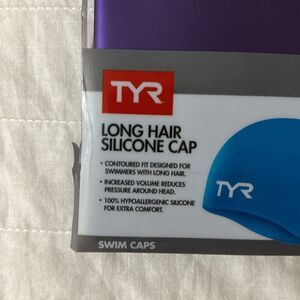 TYR
LONG HAIR
SILICONE CAP
• CONTOURED FIT DESIGNED FOR
SWIMMERS WITH LONG HAIR.
• INCREASED VOLUME REDUCES
PRESSURE AROUND HEAD.
• 100% HYPOALLERGENIC SILICONE
FOR EXTRA COMFORT.
TYR
SWIM CAPS